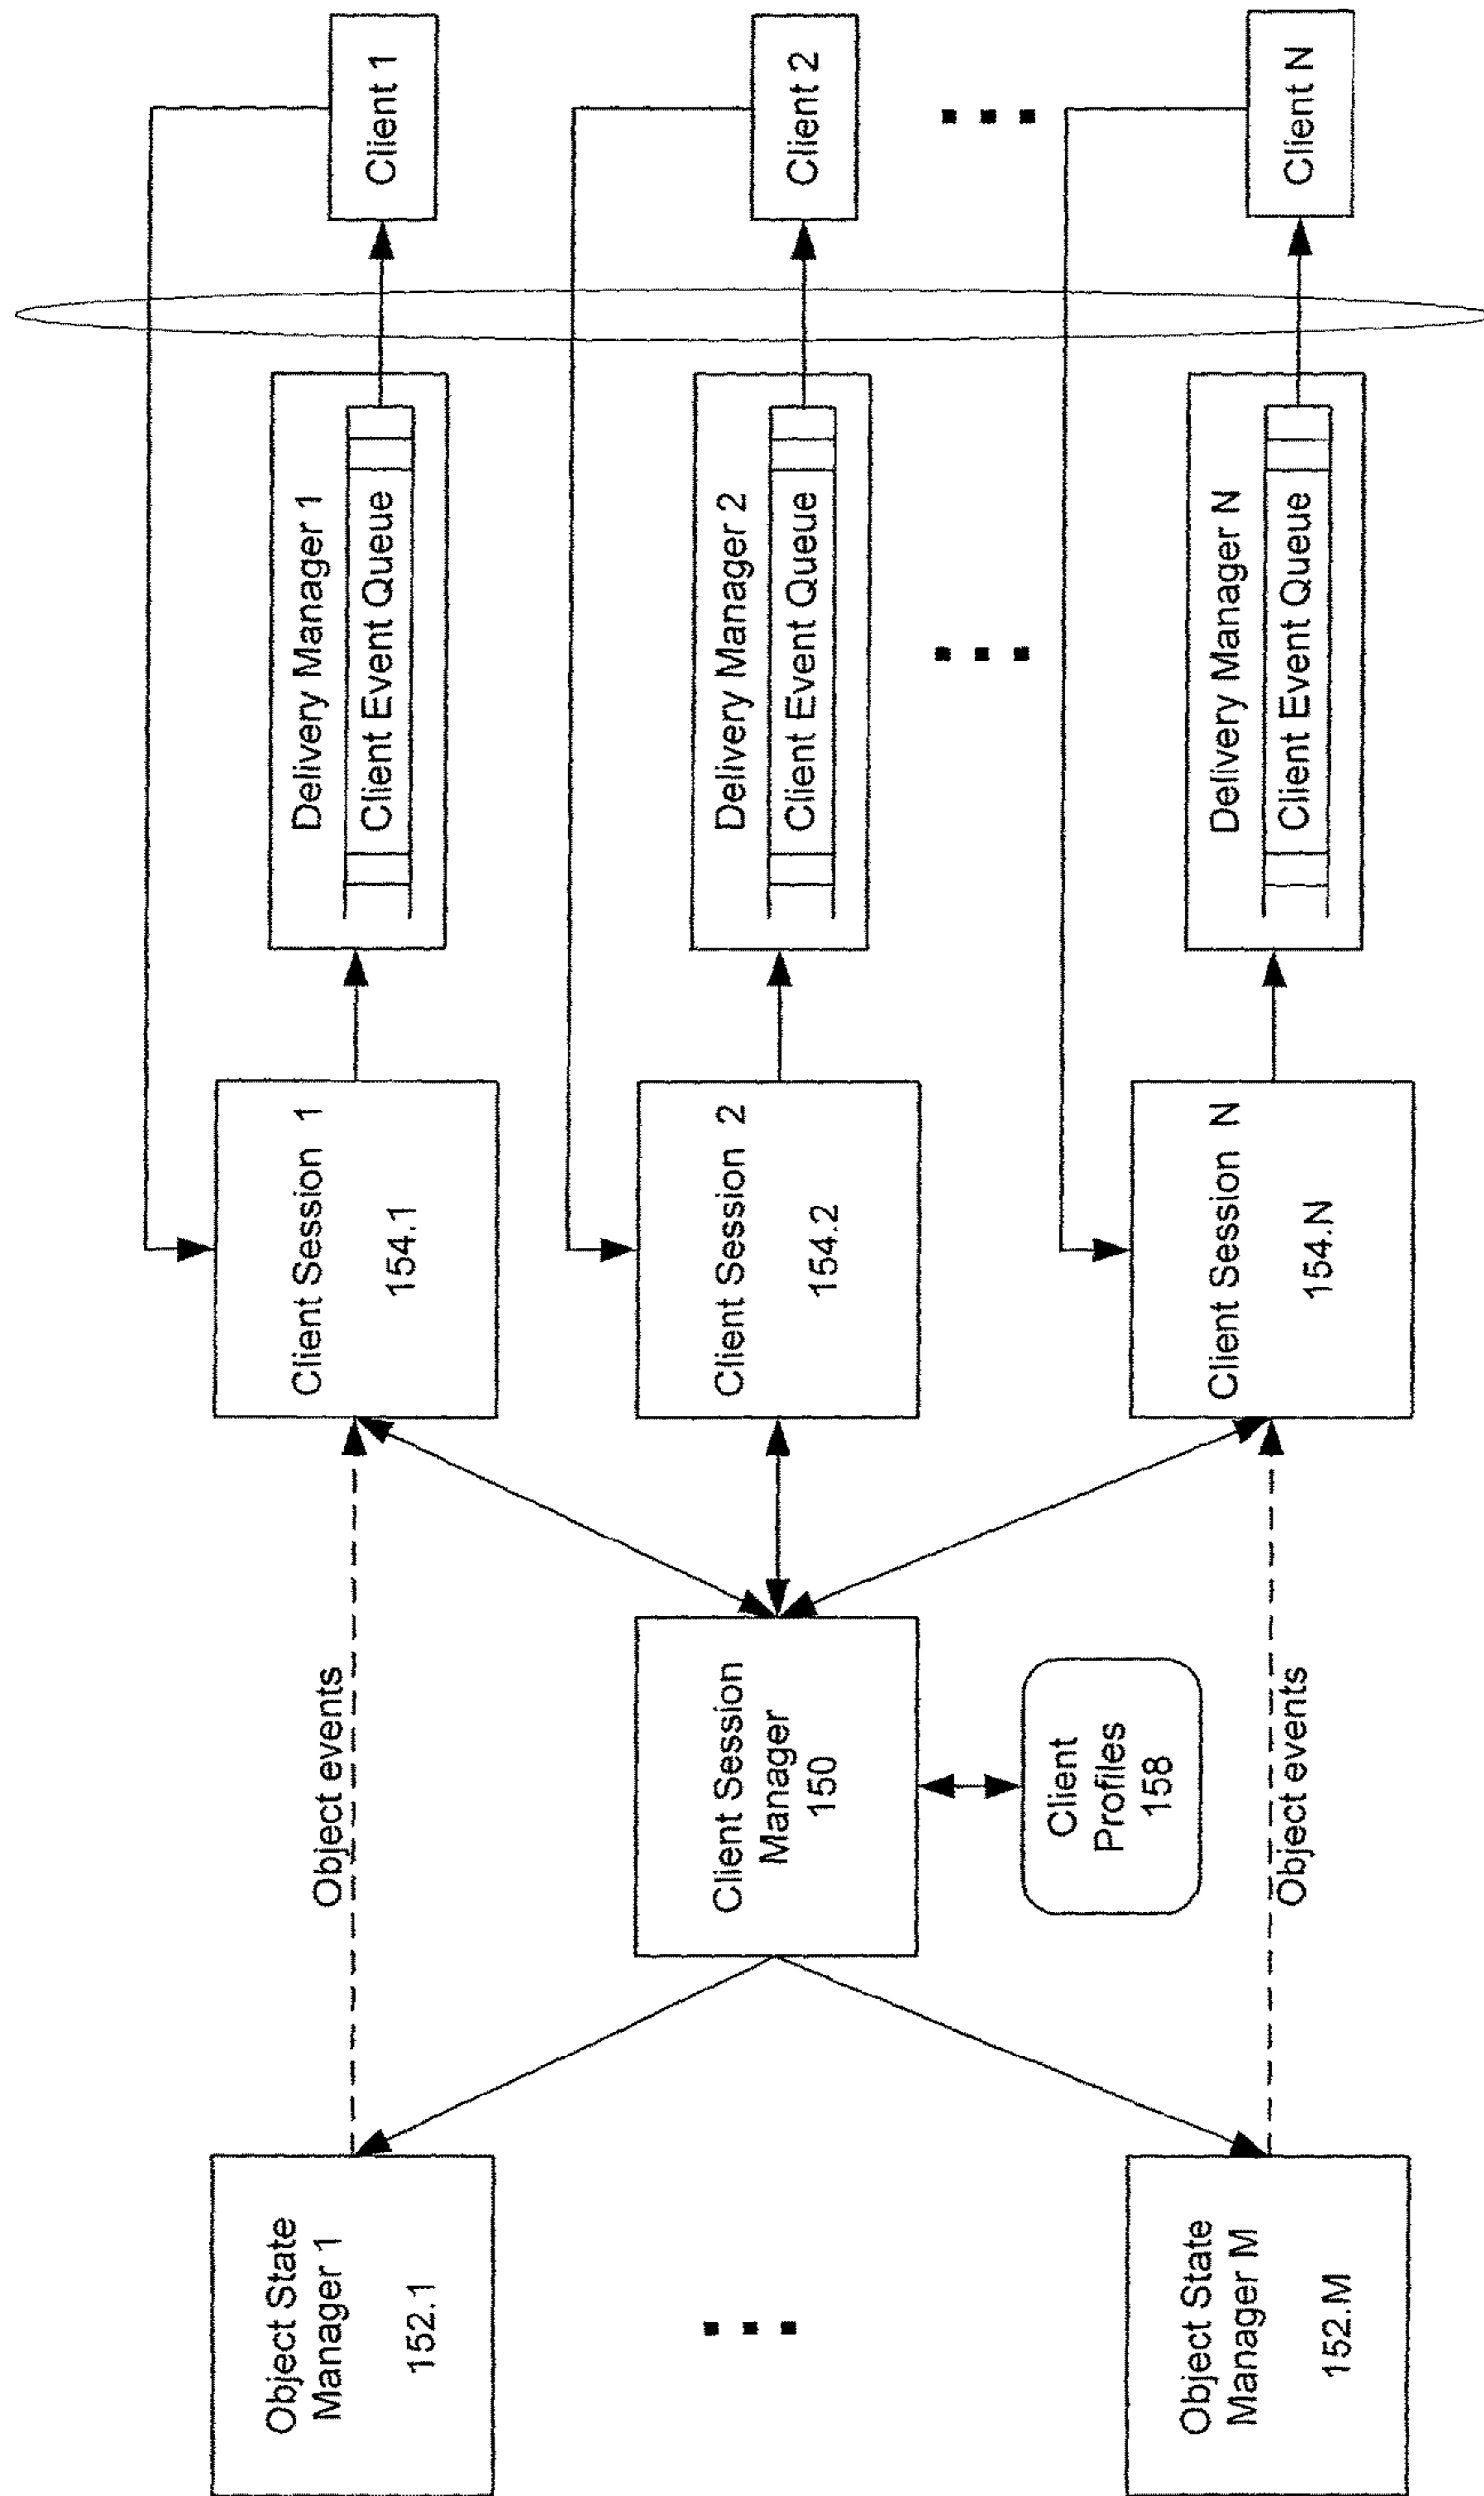 Object State
Manager 1
152.1
Object State
Manager M
152.M
Object events
Client Session
Manager
150
Client
Profiles
158
Object events
Client Session 1
154.1
Client Session 2
154.2
Client Session N
154.N
Delivery Manager 1
Client Event Queue
Delivery Manager 2
Client Event Queue
Delivery Manager N
Client Event Queue
Client 1
Client 2
Client N